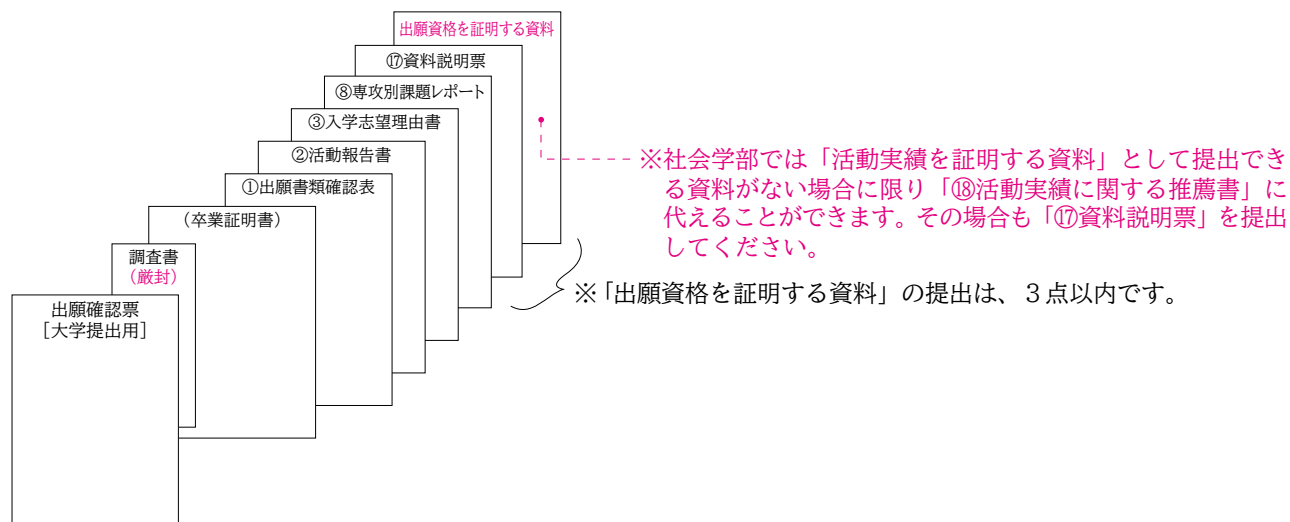 出願資格を証明する資料
⑰資料説明票
⑧専攻別課題レポート
③入学志望理由書
②活動報告書
①出願書類確認表
（卒業証明書）
調査書
（厳封）
出願確認票
［大学提出用］
※社会学部では「活動実績を証明する資料」として提出でき
る資料がない場合に限り「⑱活動実績に関する推薦書」に
代えることができます。その場合も「⑰資料説明票」を提出
してください。
※「出願資格を証明する資料」の提出は、３点以内です。